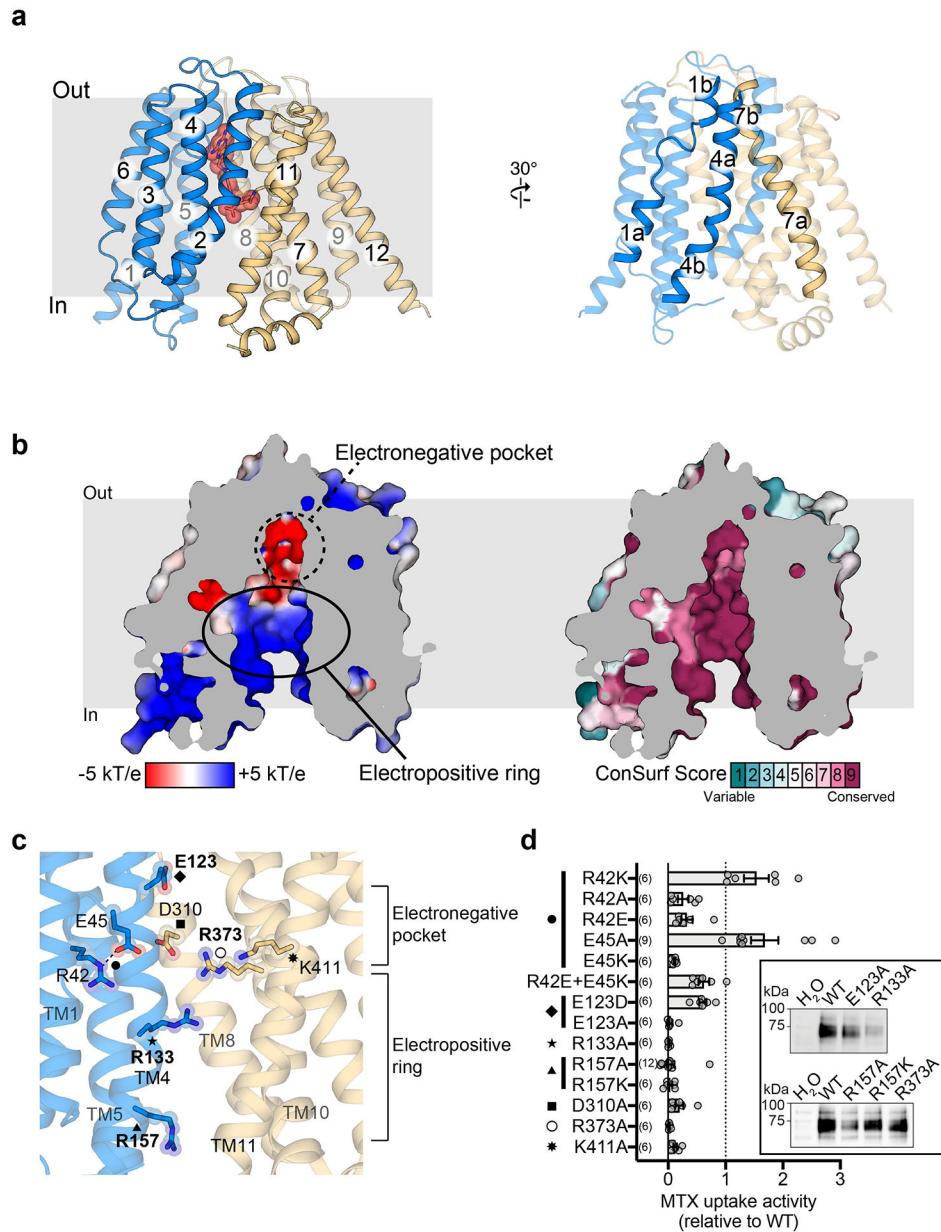 a
Out
In
4
6
3
5
2
1
11
8
7
9
12
10
30°
1b
7b
4a
1a
7a
4b
b
Electronegative pocket
Out
In
-5 kT/e
+5 kT/e
Electropositive ring
ConSurf Score
1 2 3 4 5 6 7 8 9
Variable
Conserved
c
E123
E45
D310
R373
R42
K411
TM1
R133
TM8
TM4
TM5
TM10
R157
TM11
Electronegative
pocket
Electropositive
ring
d
R42K (6)
R42A (6)
R42E (6)
E45A (9)
E45K (6)
R42E+E45K (6)
E123D (6)
E123A (6)
R133A (6)
R157A (12)
R157K (6)
D310A (6)
R373A (6)
K411A (6)
0 1 2 3
MTX uptake activity
(relative to WT)
kDa H2O WT E123A R133A
100
75
kDa H2O WT R157A R157K R373A
100
75